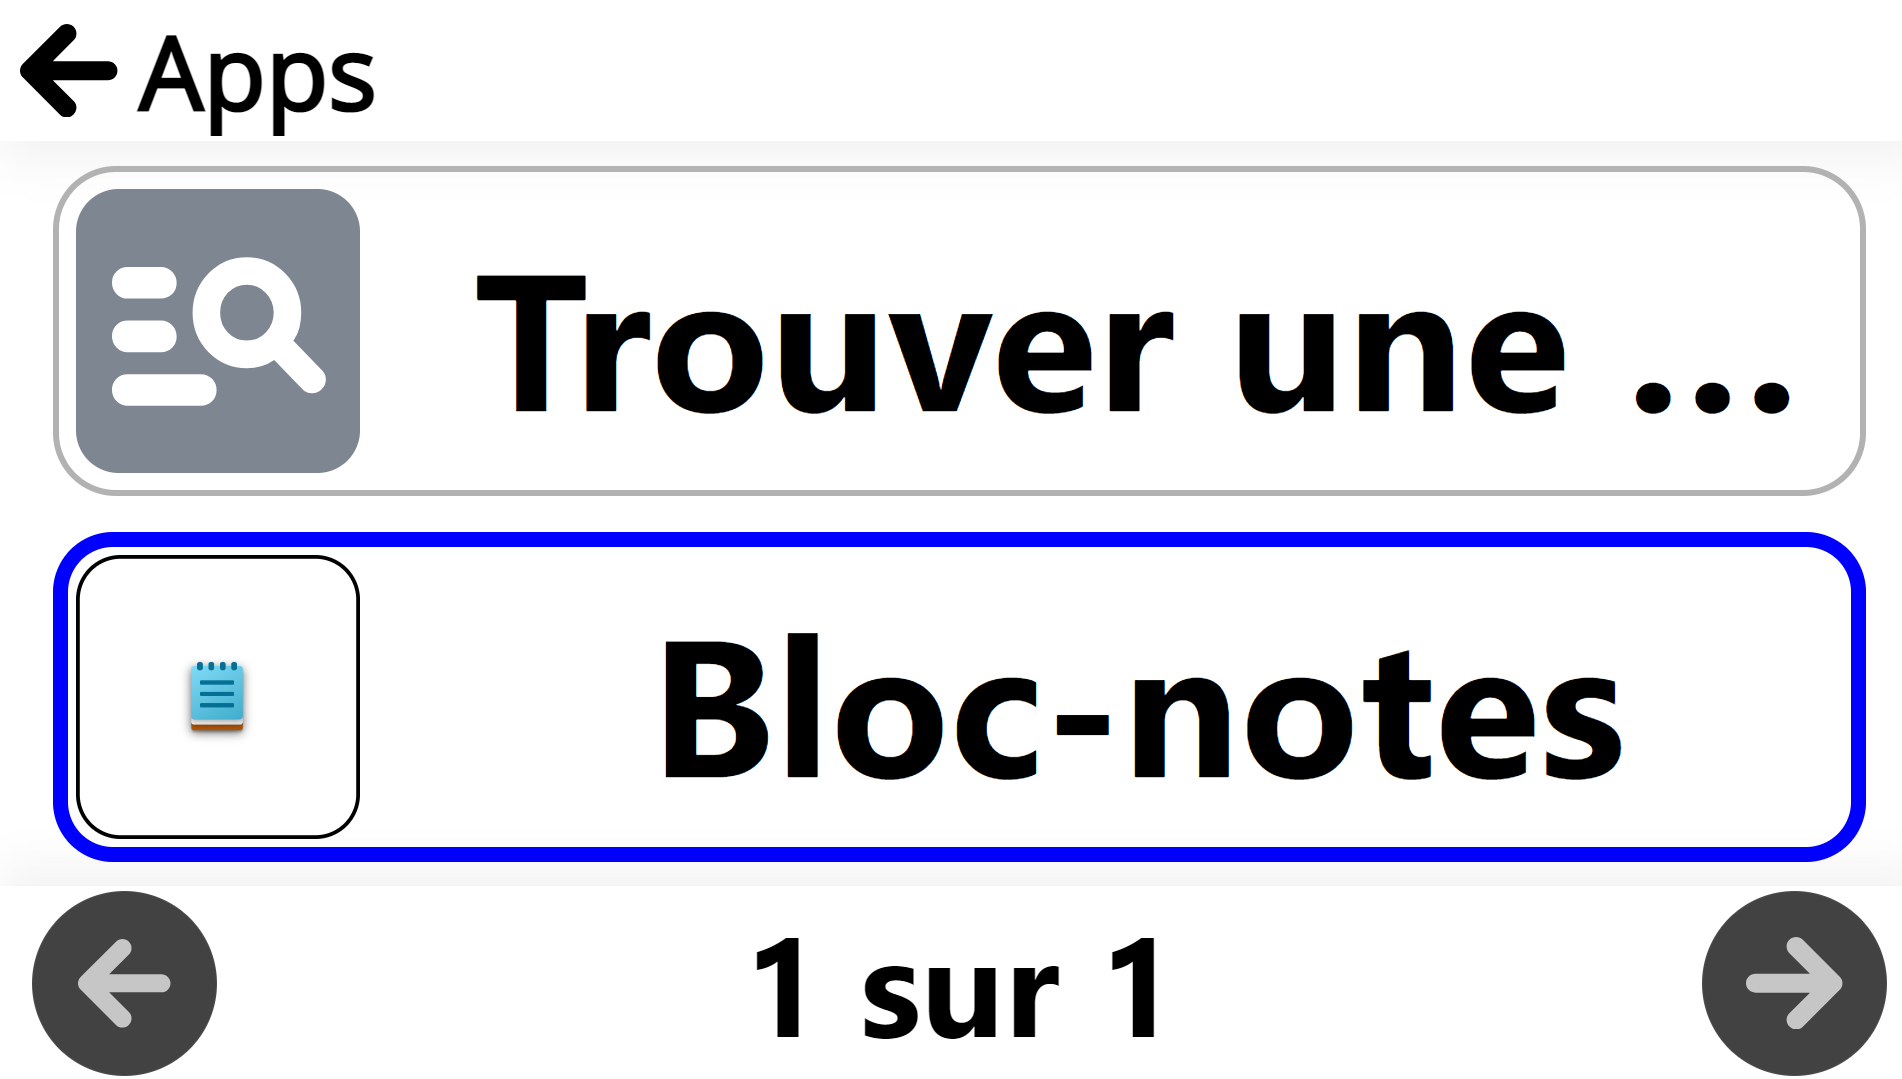 Apps
Trouver une ...
Bloc-notes
1 sur 1